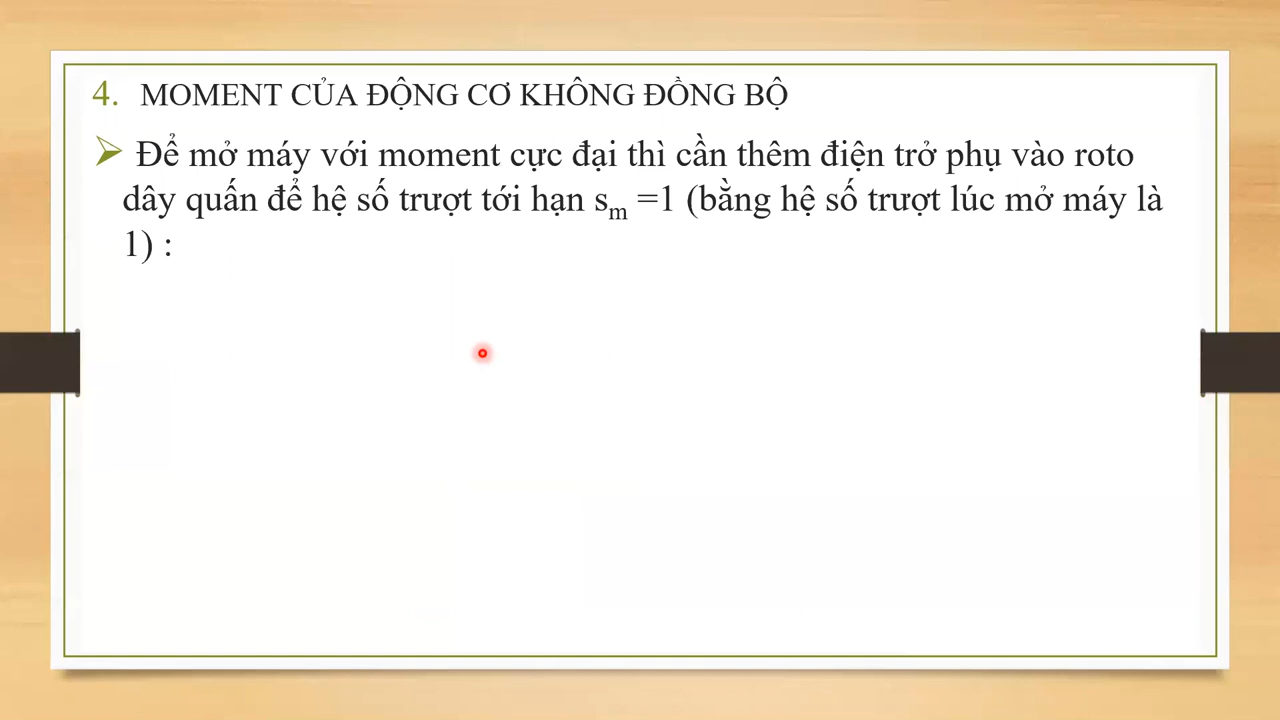 4. MOMENT CỦA ĐỘNG CƠ KHÔNG ĐỒNG BỘ
Để mở máy với moment cực đại thì cần thêm điện trở phụ vào roto
dây quấn để hệ số trượt tới hạn sm =1 (bằng hệ số trượt lúc mở máy là
1) :